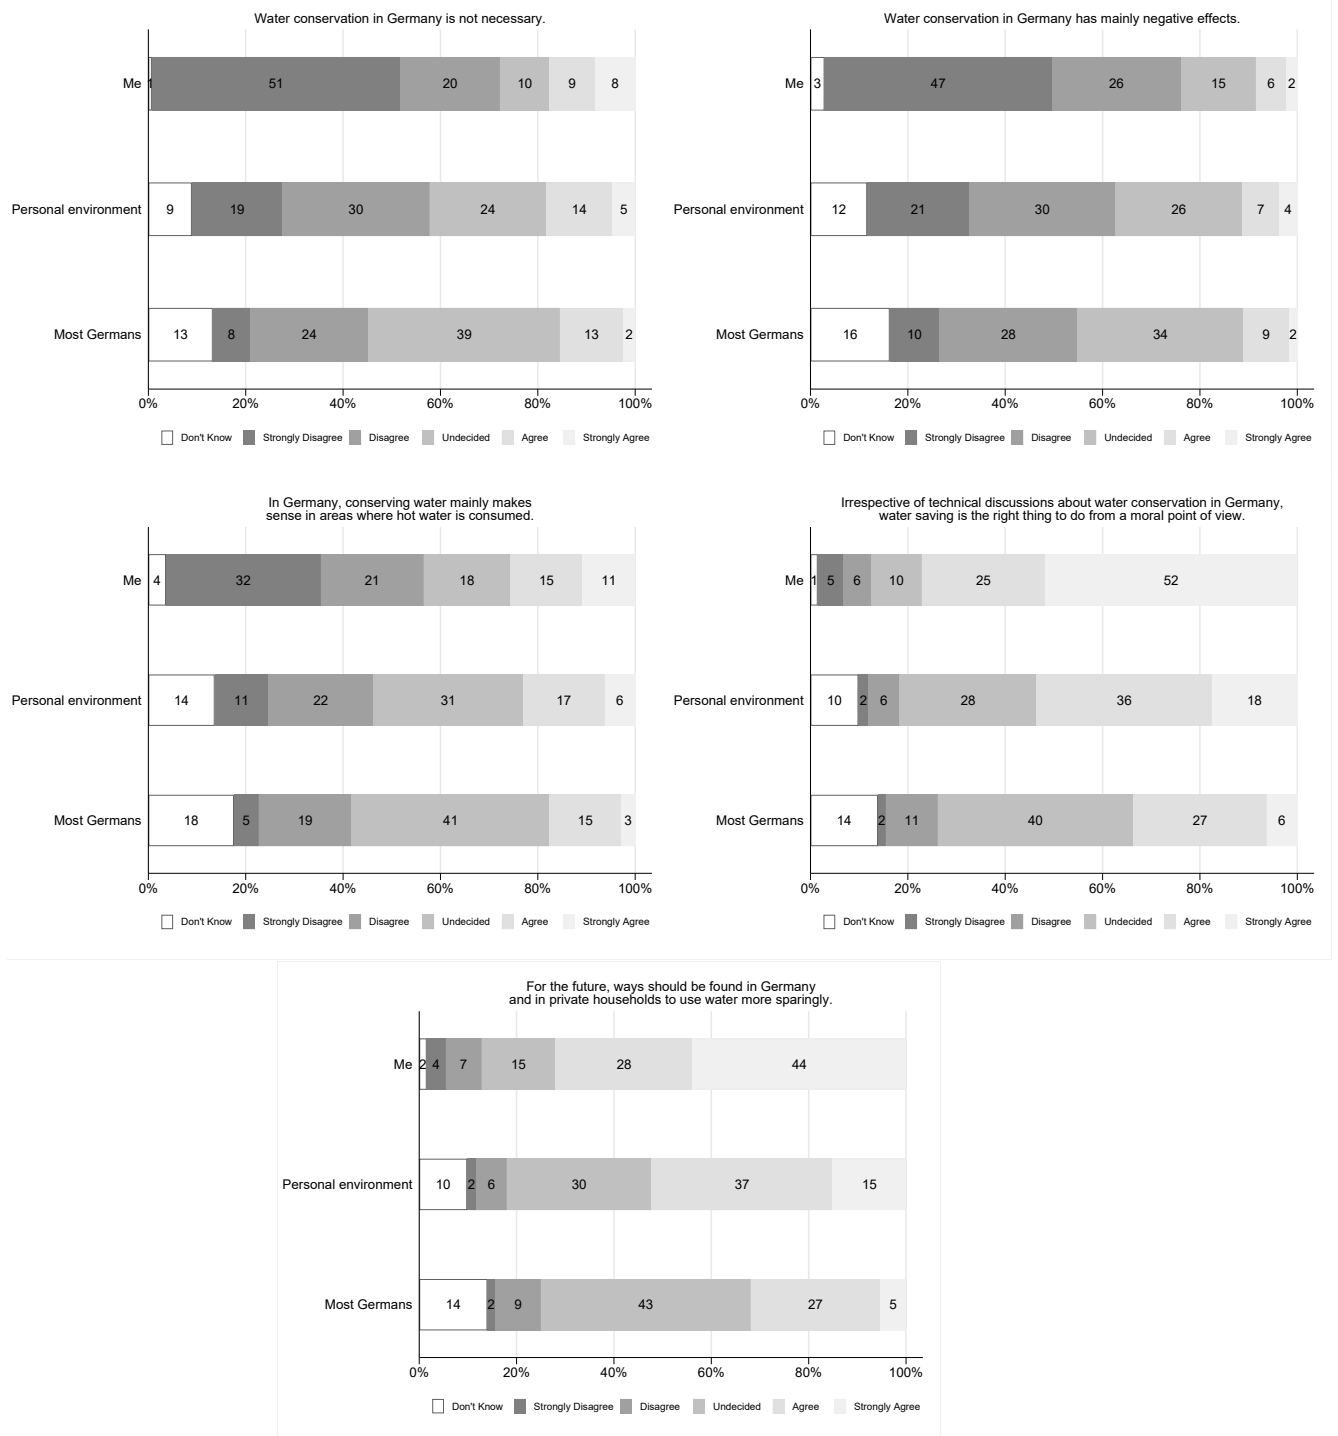 Water conservation in Germany is not necessary.
Me 1 51 20 10 9 8
Personal environment 9 19 30 24 14 5
Most Germans 13 8 24 39 13 2
0% 20% 40% 60% 80% 100%
Don't Know Strongly Disagree Disagree Undecided Agree Strongly Agree
Water conservation in Germany has mainly negative effects.
Me 3 47 26 15 6 2
Personal environment 12 21 30 26 7 4
Most Germans 16 10 28 34 9 2
0% 20% 40% 60% 80% 100%
Don't Know Strongly Disagree Disagree Undecided Agree Strongly Agree
In Germany, conserving water mainly makes
sense in areas where hot water is consumed.
Me 4 32 21 18 15 11
Personal environment 14 11 22 31 17 6
Most Germans 18 5 19 41 15 3
0% 20% 40% 60% 80% 100%
Don't Know Strongly Disagree Disagree Undecided Agree Strongly Agree
Irrespective of technical discussions about water conservation in Germany,
water saving is the right thing to do from a moral point of view.
Me 1 5 6 10 25 52
Personal environment 10 2 6 28 36 18
Most Germans 14 2 11 40 27 6
0% 20% 40% 60% 80% 100%
Don't Know Strongly Disagree Disagree Undecided Agree Strongly Agree
For the future, ways should be found in Germany
and in private households to use water more sparingly.
Me 2 4 7 15 28 44
Personal environment 10 2 6 30 37 15
Most Germans 14 2 9 43 27 5
0% 20% 40% 60% 80% 100%
Don't Know Strongly Disagree Disagree Undecided Agree Strongly Agree